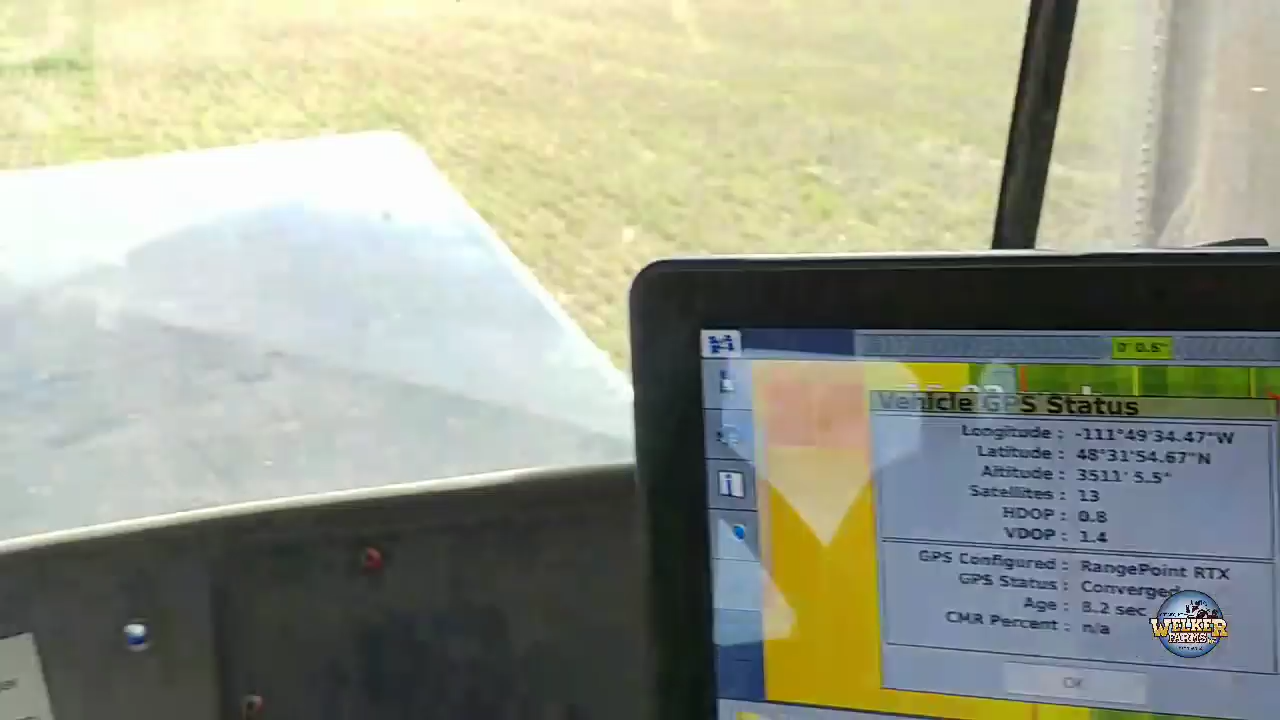 0' 0.6"
Vehicle GPS Status
Longitude : -111°49'34.47"W
Latitude : 48°31'54.67"N
Altitude : 3511' 5.5"
Satellites : 13
HDOP : 0.8
VDOP : 1.4
GPS Configured : RangePoint RTX
GPS Status : Converged
Age : 8.2 sec
CMR Percent : n/a
WELKER
FARMS
OK